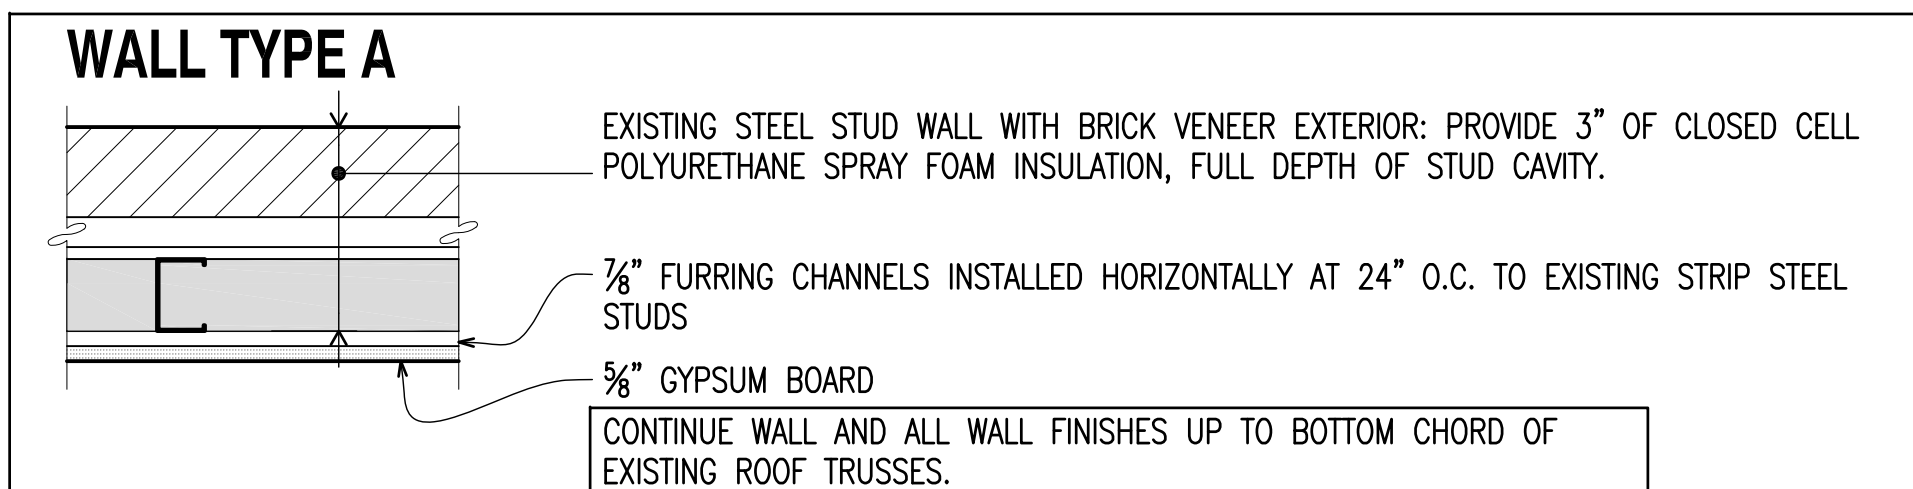 WALL TYPE A
EXISTING STEEL STUD WALL WITH BRICK VENEER EXTERIOR: PROVIDE 3" OF CLOSED CELL
POLYURETHANE SPRAY FOAM INSULATION, FULL DEPTH OF STUD CAVITY.
⅞" FURRING CHANNELS INSTALLED HORIZONTALLY AT 24" O.C. TO EXISTING STRIP STEEL
STUDS
⅝" GYPSUM BOARD
CONTINUE WALL AND ALL WALL FINISHES UP TO BOTTOM CHORD OF
EXISTING ROOF TRUSSES.